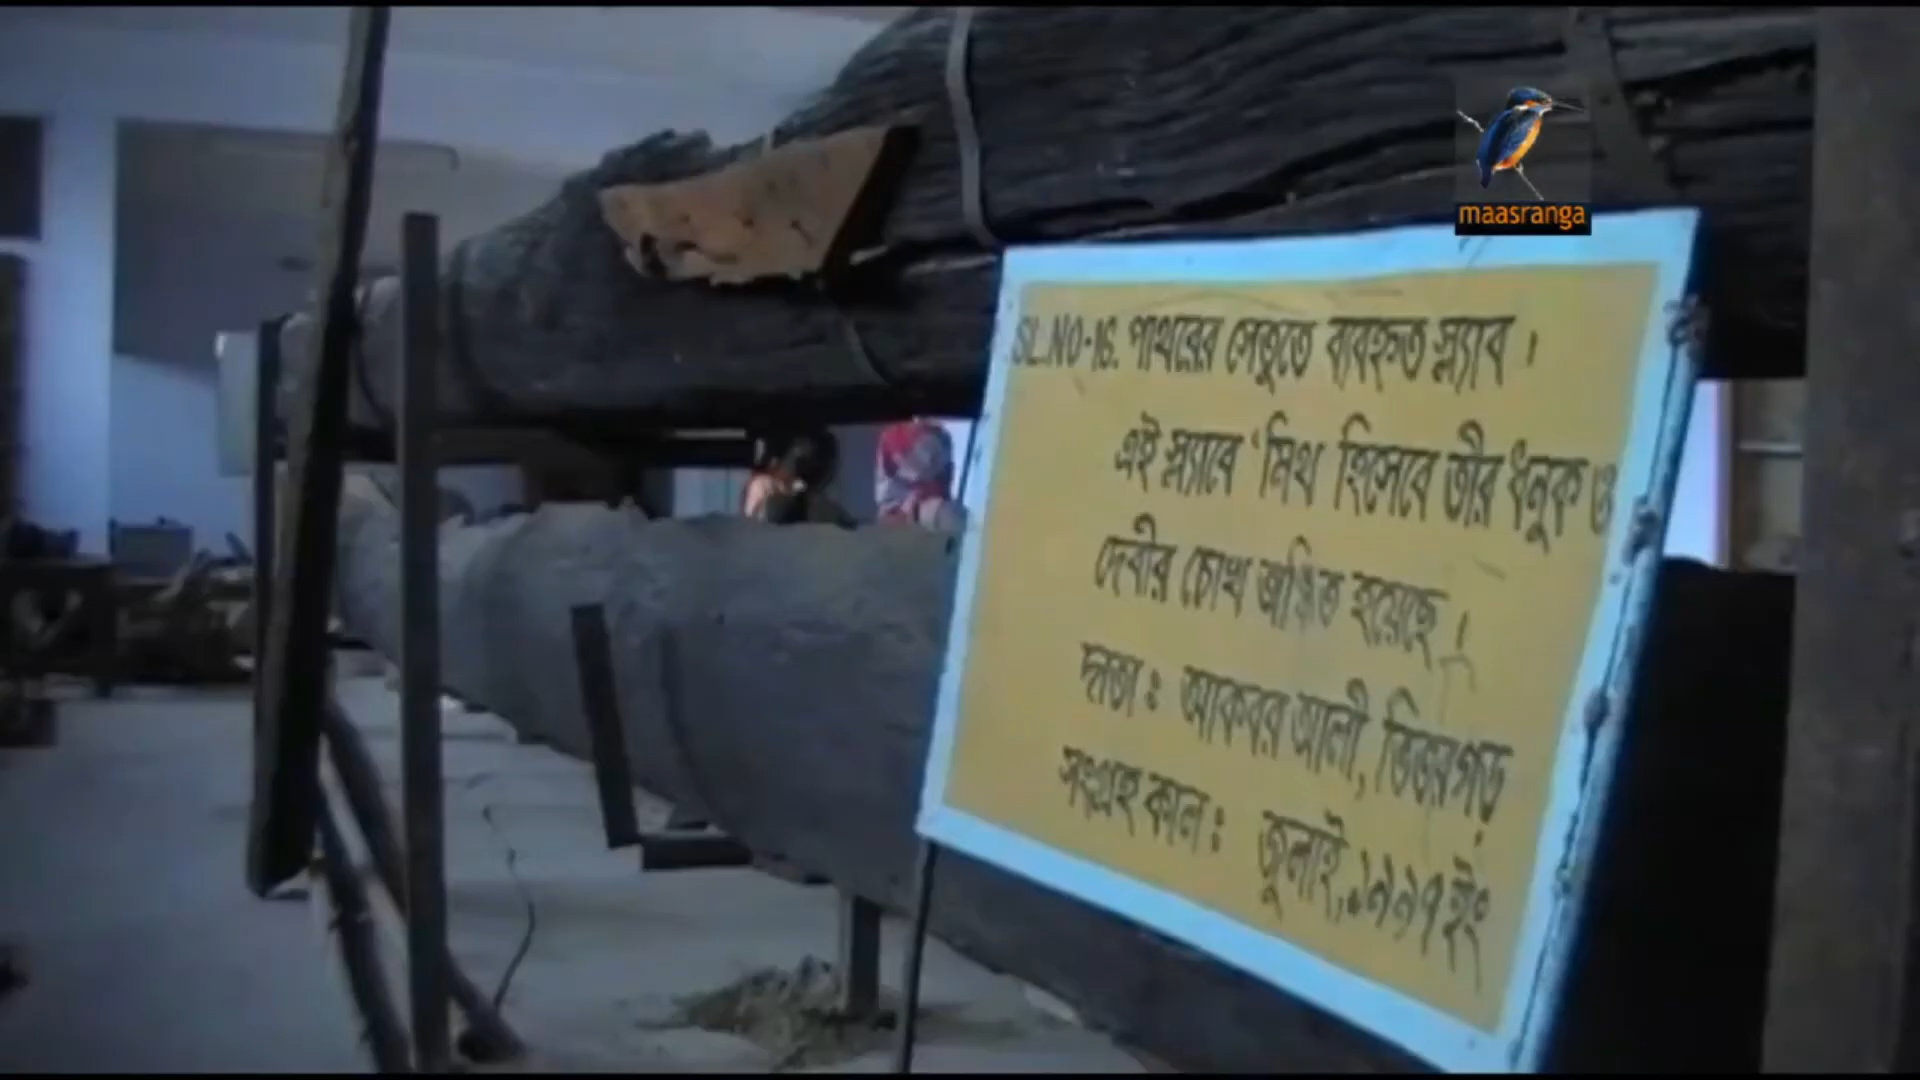 maasranga
SL.NO-16. পাথরের সেতুতে ব্যবহৃত স্ল্যাব ।
এই স্ল্যাবে 'মিথ হিসেবে তীর ধনুক ও
দেবীর চোখ অঙ্কিত হয়েছে ।
দাতা : আকবর আলী, ভিতরগড়
সংগ্রহ কাল : জুলাই, ১৯৯৭ ইং